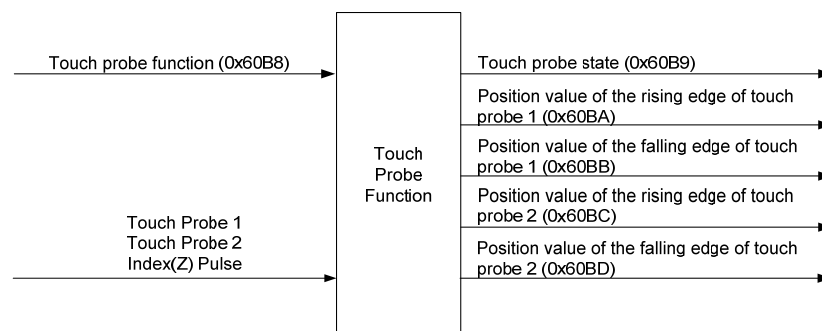 Touch probe function (0x60B8)
Touch Probe 1
Touch Probe 2
Index(Z) Pulse
Touch
Probe
Function
Touch probe state (0x60B9)
Position value of the rising edge of touch
probe 1 (0x60BA)
Position value of the falling edge of touch
probe 1 (0x60BB)
Position value of the rising edge of touch
probe 2 (0x60BC)
Position value of the falling edge of touch
probe 2 (0x60BD)